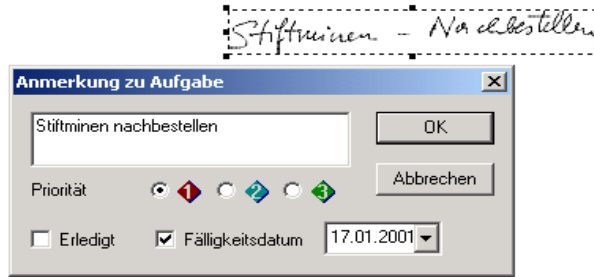 Stiftminen - Nachbestellen
Anmerkung zu Aufgabe
Stiftminen nachbestellen
OK
Priorität 1 2 3
Abbrechen
Erledigt Fälligkeitsdatum 17.01.2001